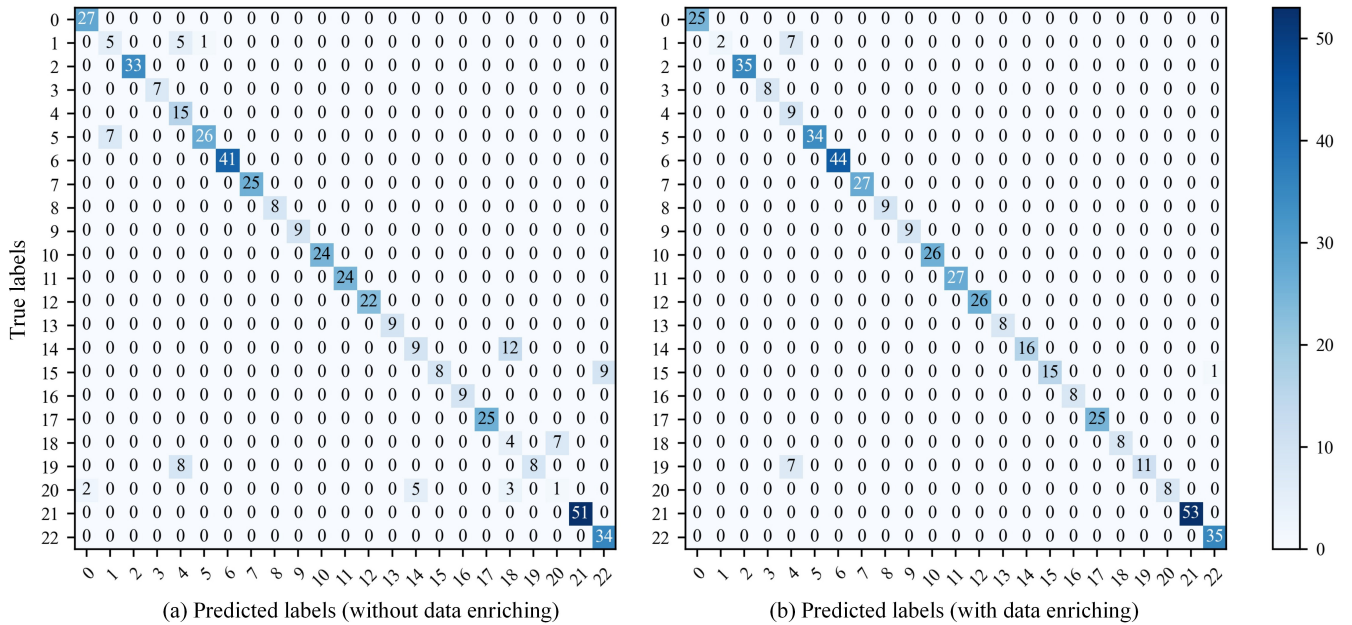 True labels
0 27 0 0 0 0 0 0 0 0 0 0 0 0 0 0 0 0 0 0 0 0 0 0
1 0 5 0 0 5 1 0 0 0 0 0 0 0 0 0 0 0 0 0 0 0 0 0
2 0 0 33 0 0 0 0 0 0 0 0 0 0 0 0 0 0 0 0 0 0 0 0
3 0 0 0 7 0 0 0 0 0 0 0 0 0 0 0 0 0 0 0 0 0 0 0
4 0 0 0 0 15 0 0 0 0 0 0 0 0 0 0 0 0 0 0 0 0 0 0
5 0 7 0 0 0 26 0 0 0 0 0 0 0 0 0 0 0 0 0 0 0 0 0
6 0 0 0 0 0 0 41 0 0 0 0 0 0 0 0 0 0 0 0 0 0 0 0
7 0 0 0 0 0 0 0 25 0 0 0 0 0 0 0 0 0 0 0 0 0 0 0
8 0 0 0 0 0 0 0 0 8 0 0 0 0 0 0 0 0 0 0 0 0 0 0
9 0 0 0 0 0 0 0 0 0 9 0 0 0 0 0 0 0 0 0 0 0 0 0
10 0 0 0 0 0 0 0 0 0 0 24 0 0 0 0 0 0 0 0 0 0 0 0
11 0 0 0 0 0 0 0 0 0 0 0 24 0 0 0 0 0 0 0 0 0 0 0
12 0 0 0 0 0 0 0 0 0 0 0 0 22 0 0 0 0 0 0 0 0 0 0
13 0 0 0 0 0 0 0 0 0 0 0 0 0 9 0 0 0 0 0 0 0 0 0
14 0 0 0 0 0 0 0 0 0 0 0 0 0 0 9 0 0 0 12 0 0 0 0
15 0 0 0 0 0 0 0 0 0 0 0 0 0 0 0 8 0 0 0 0 0 0 9
16 0 0 0 0 0 0 0 0 0 0 0 0 0 0 0 0 9 0 0 0 0 0 0
17 0 0 0 0 0 0 0 0 0 0 0 0 0 0 0 0 0 25 0 0 0 0 0
18 0 0 0 0 0 0 0 0 0 0 0 0 0 0 0 0 0 0 4 0 7 0 0
19 0 0 0 0 8 0 0 0 0 0 0 0 0 0 0 0 0 0 0 8 0 0 0
20 2 0 0 0 0 0 0 0 0 0 0 0 0 0 5 0 0 0 3 0 1 0 0
21 0 0 0 0 0 0 0 0 0 0 0 0 0 0 0 0 0 0 0 0 0 51 0
22 0 0 0 0 0 0 0 0 0 0 0 0 0 0 0 0 0 0 0 0 0 0 34
0 1 2 3 4 5 6 7 8 9 10 11 12 13 14 15 16 17 18 19 20 21 22
(a) Predicted labels (without data enriching)
0 25 0 0 0 0 0 0 0 0 0 0 0 0 0 0 0 0 0 0 0 0 0 0
1 0 2 0 0 7 0 0 0 0 0 0 0 0 0 0 0 0 0 0 0 0 0 0
2 0 0 35 0 0 0 0 0 0 0 0 0 0 0 0 0 0 0 0 0 0 0 0
3 0 0 0 8 0 0 0 0 0 0 0 0 0 0 0 0 0 0 0 0 0 0 0
4 0 0 0 0 9 0 0 0 0 0 0 0 0 0 0 0 0 0 0 0 0 0 0
5 0 0 0 0 0 34 0 0 0 0 0 0 0 0 0 0 0 0 0 0 0 0 0
6 0 0 0 0 0 0 44 0 0 0 0 0 0 0 0 0 0 0 0 0 0 0 0
7 0 0 0 0 0 0 0 27 0 0 0 0 0 0 0 0 0 0 0 0 0 0 0
8 0 0 0 0 0 0 0 0 9 0 0 0 0 0 0 0 0 0 0 0 0 0 0
9 0 0 0 0 0 0 0 0 0 9 0 0 0 0 0 0 0 0 0 0 0 0 0
10 0 0 0 0 0 0 0 0 0 0 26 0 0 0 0 0 0 0 0 0 0 0 0
11 0 0 0 0 0 0 0 0 0 0 0 27 0 0 0 0 0 0 0 0 0 0 0
12 0 0 0 0 0 0 0 0 0 0 0 0 26 0 0 0 0 0 0 0 0 0 0
13 0 0 0 0 0 0 0 0 0 0 0 0 0 8 0 0 0 0 0 0 0 0 0
14 0 0 0 0 0 0 0 0 0 0 0 0 0 0 16 0 0 0 0 0 0 0 0
15 0 0 0 0 0 0 0 0 0 0 0 0 0 0 0 15 0 0 0 0 0 0 1
16 0 0 0 0 0 0 0 0 0 0 0 0 0 0 0 0 8 0 0 0 0 0 0
17 0 0 0 0 0 0 0 0 0 0 0 0 0 0 0 0 0 25 0 0 0 0 0
18 0 0 0 0 0 0 0 0 0 0 0 0 0 0 0 0 0 0 8 0 0 0 0
19 0 0 0 0 7 0 0 0 0 0 0 0 0 0 0 0 0 0 0 11 0 0 0
20 0 0 0 0 0 0 0 0 0 0 0 0 0 0 0 0 0 0 0 0 8 0 0
21 0 0 0 0 0 0 0 0 0 0 0 0 0 0 0 0 0 0 0 0 0 53 0
22 0 0 0 0 0 0 0 0 0 0 0 0 0 0 0 0 0 0 0 0 0 0 35
0 1 2 3 4 5 6 7 8 9 10 11 12 13 14 15 16 17 18 19 20 21 22
(b) Predicted labels (with data enriching)
50
40
30
20
10
0